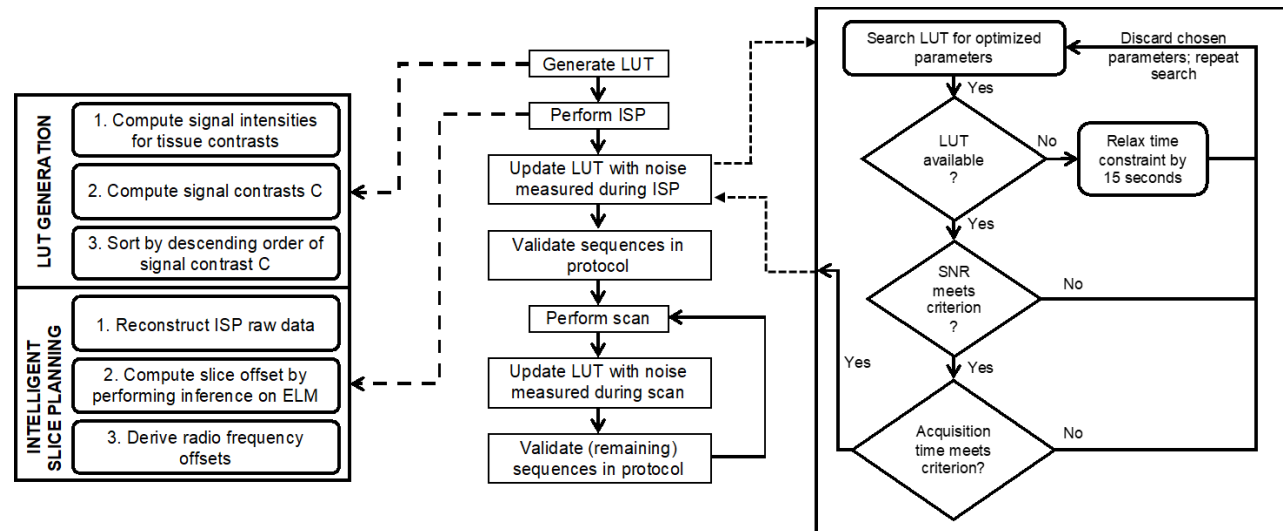 LUT GENERATION
1. Compute signal intensities
for tissue contrasts
2. Compute signal contrasts C
3. Sort by descending order of
signal contrast C
INTELLIGENT
SLICE PLANNING
1. Reconstruct ISP raw data
2. Compute slice offset by
performing inference on ELM
3. Derive radio frequency
offsets
Generate LUT
Perform ISP
Update LUT with noise
measured during ISP
Validate sequences in
protocol
Perform scan
Update LUT with noise
measured during scan
Validate (remaining)
sequences in protocol
Search LUT for optimized
parameters
Discard chosen
parameters; repeat
search
Yes
LUT
available
?
No
Relax time
constraint by
15 seconds
Yes
SNR
meets
criterion
?
No
Yes
Yes
Acquisition
time meets
criterion?
No